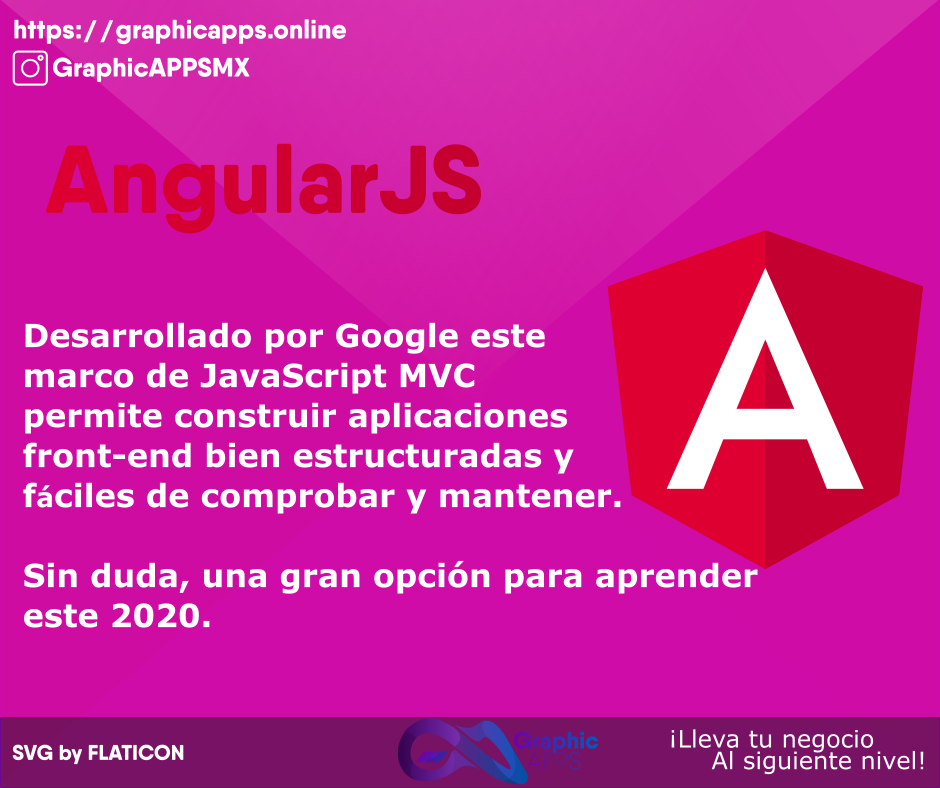 https://graphicapps.online
GraphicAPPSMX
AngularJS
Desarrollado por Google este
marco de JavaScript MVC
permite construir aplicaciones
front-end bien estructuradas y
fáciles de comprobar y mantener.
Sin duda, una gran opción para aprender
este 2020.
SVG by FLATICON
Graphic
APPS
¡Lleva tu negocio
Al siguiente nivel!